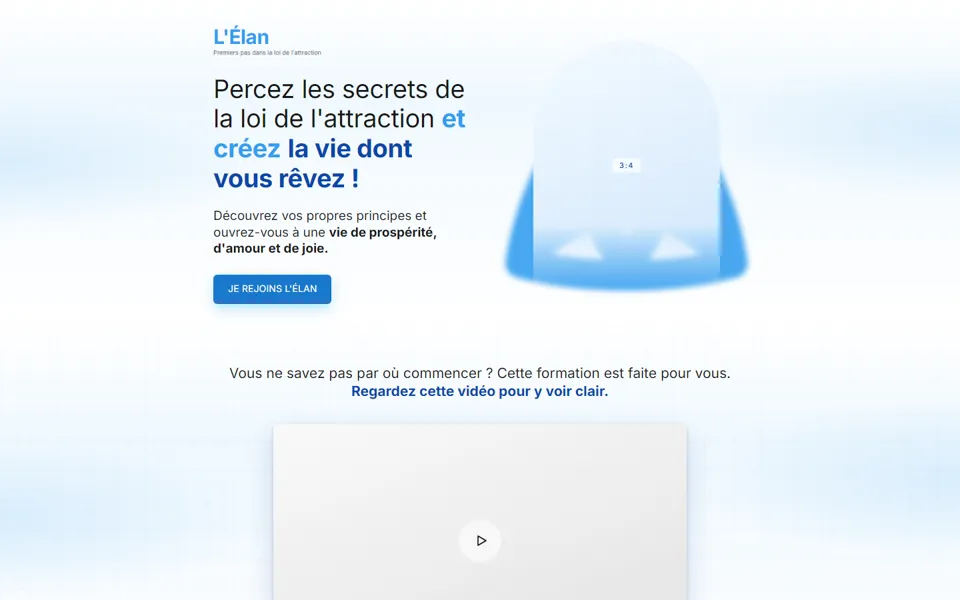 L'Élan
Premiers pas dans la loi de l'attraction
Percez les secrets de
la loi de l'attraction et
créez la vie dont
vous rêvez !
Découvrez vos propres principes et
ouvrez-vous à une vie de prospérité,
d'amour et de joie.
JE REJOINS L'ÉLAN
3:4
Vous ne savez pas par où commencer ? Cette formation est faite pour vous.
Regardez cette vidéo pour y voir clair.